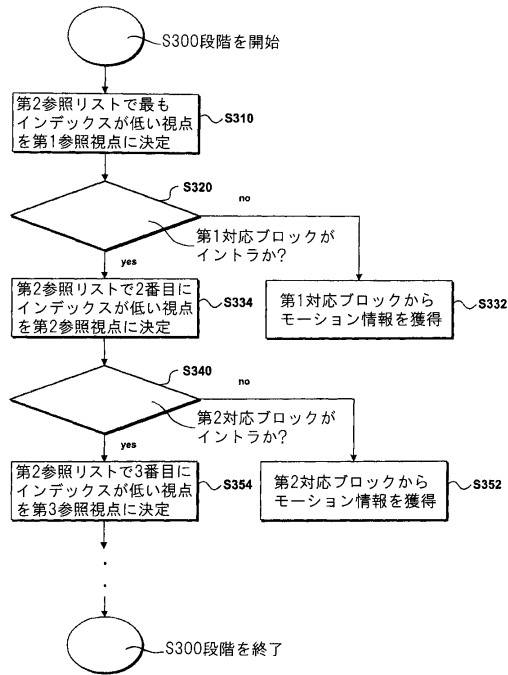 S300段階を開始
第2参照リストで最も
インデックスが低い視点
を第1参照視点に決定
S310
S320
no
第1対応ブロックが
イントラか?
yes
第2参照リストで2番目に
インデックスが低い視点
を第2参照視点に決定
S334
第1対応ブロックから
モーション情報を獲得
S332
S340
no
第2対応ブロックが
イントラか?
yes
第2参照リストで3番目に
インデックスが低い視点
を第3参照視点に決定
S354
第2対応ブロックから
モーション情報を獲得
S352
S300段階を終了